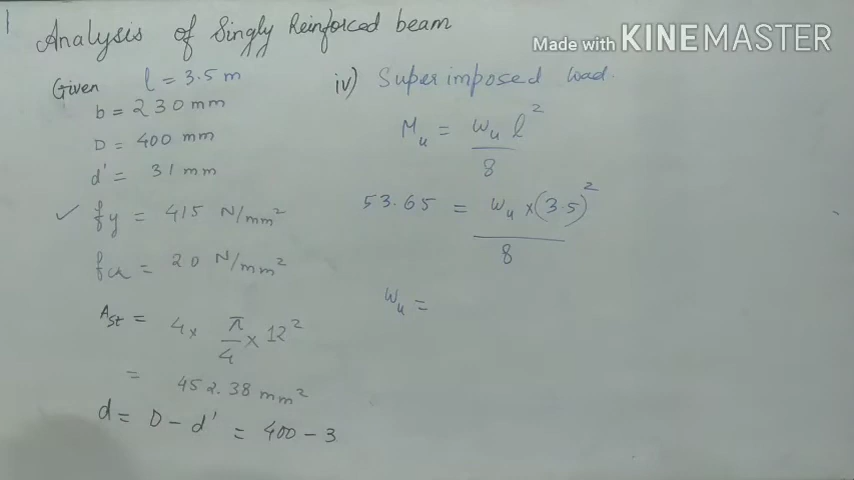 Analysis of Singly Reinforced beam
Made with KINEMASTER
Given l = 3.5 m
b = 230 mm
D = 400 mm
d' = 31 mm
✓ fy = 415 N/mm²
fck = 20 N/mm²
Ast = 4 × π/4 × 12²
= 452.38 mm²
d = D - d' = 400 - 3
iv) Superimposed load.
Mu = wu l²/8
53.65 = wu × (3.5)²/8
wu =